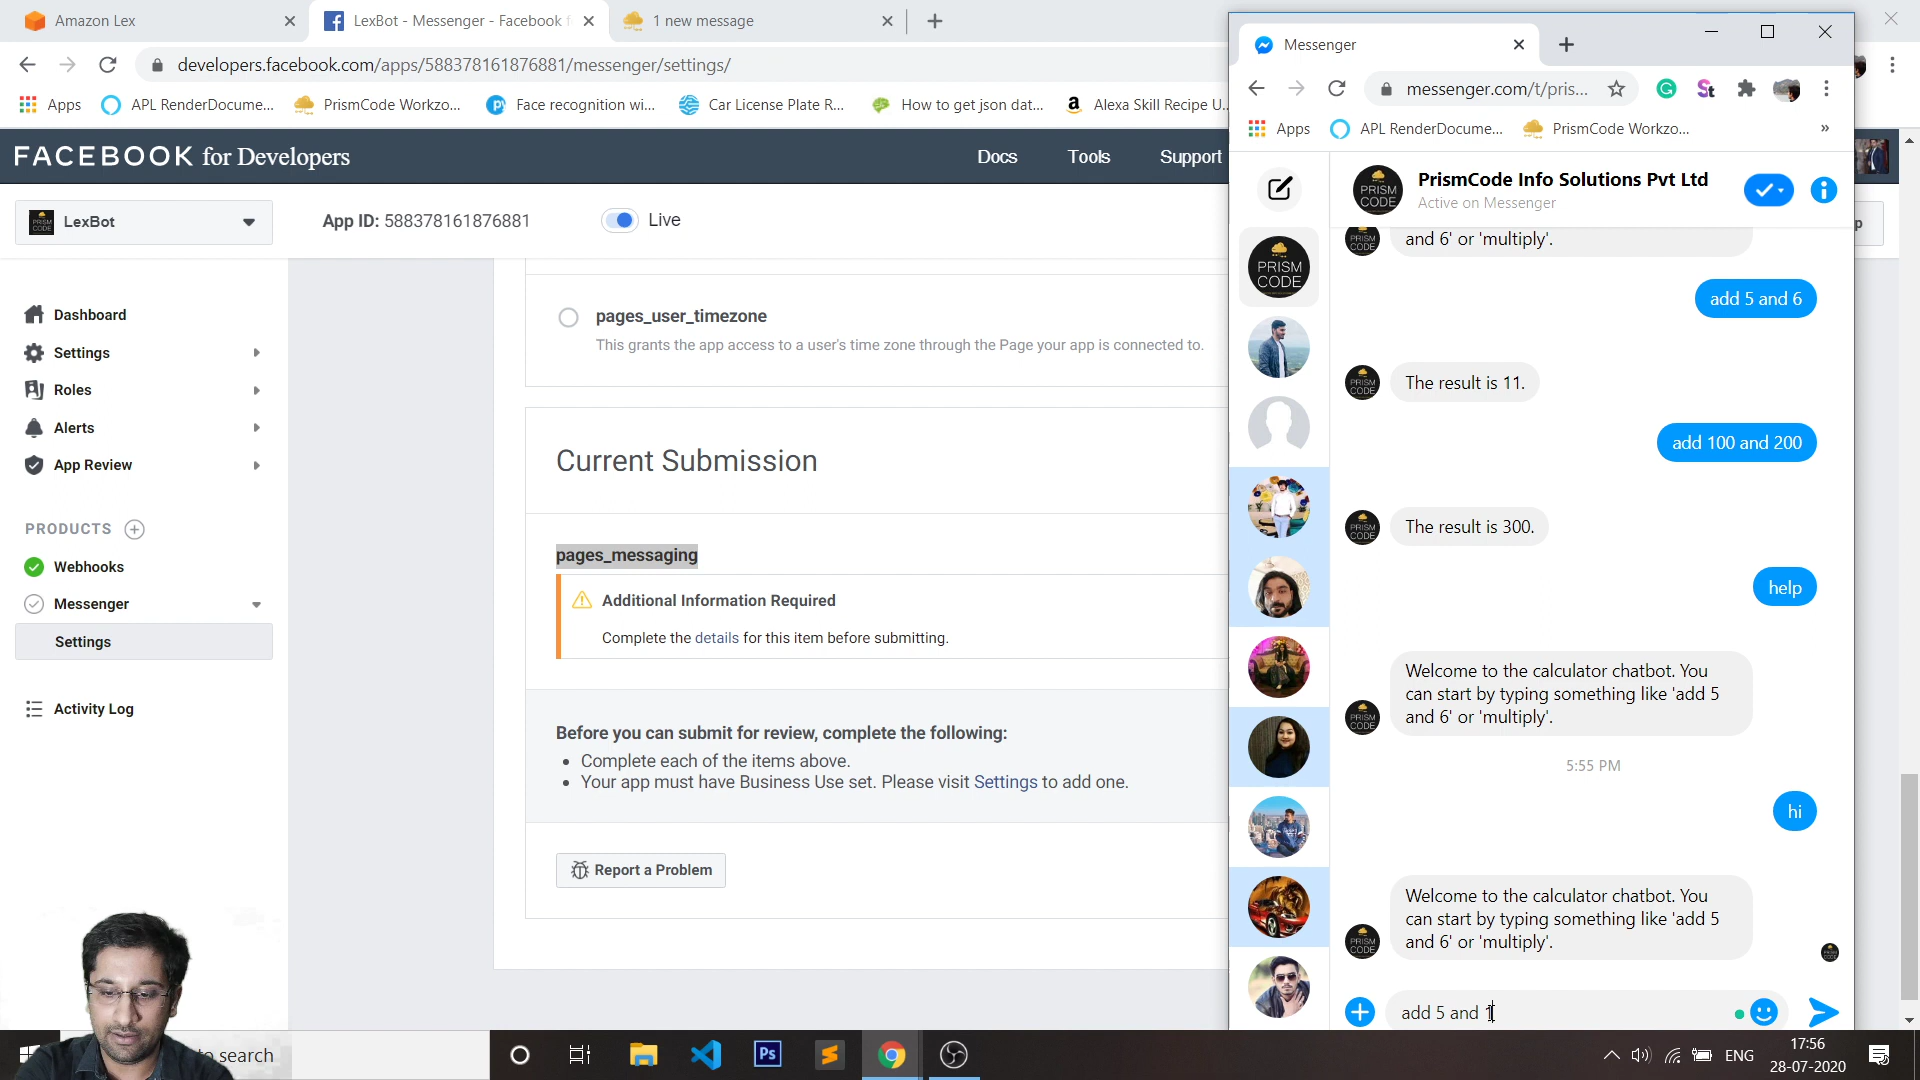 Amazon Lex
LexBot - Messenger - Facebook f
1 new message
developers.facebook.com/apps/588378161876881/messenger/settings/
Apps
APL RenderDocume...
PrismCode Workzo...
Face recognition wi...
Car License Plate R...
How to get json dat...
Alexa Skill Recipe U...
FACEBOOK for Developers
Docs
Tools
Support
LexBot
App ID: 588378161876881
Live
Dashboard
Settings
Roles
Alerts
App Review
PRODUCTS
Webhooks
Messenger
Settings
Activity Log
pages_user_timezone
This grants the app access to a user's time zone through the Page your app is connected to.
Current Submission
pages_messaging
Additional Information Required
Complete the details for this item before submitting.
Before you can submit for review, complete the following:
Complete each of the items above.
Your app must have Business Use set. Please visit Settings to add one.
Report a Problem
Messenger
messenger.com/t/pris...
Apps
APL RenderDocume...
PrismCode Workzo...
»
PRISM
CODE
PrismCode Info Solutions Pvt Ltd
Active on Messenger
PRISM
CODE
p
and 6' or 'multiply'.
add 5 and 6
The result is 11.
add 100 and 200
The result is 300.
help
Welcome to the calculator chatbot. You
can start by typing something like 'add 5
and 6' or 'multiply'.
5:55 PM
hi
Welcome to the calculator chatbot. You
can start by typing something like 'add 5
and 6' or 'multiply'.
add 5 and 1
to search
Ps
ENG
17:56
28-07-2020